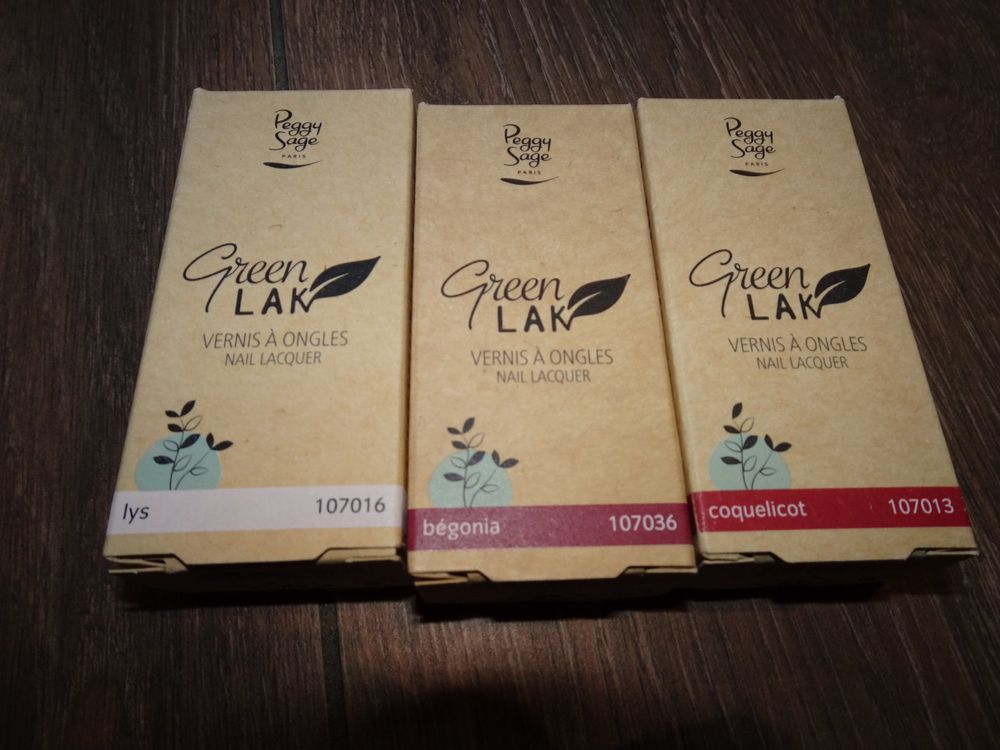 Peggy
Sage
PARIS
Green
LAK
VERNIS À ONGLES
NAIL LACQUER
lys 107016
Peggy
Sage
PARIS
Green
LAK
VERNIS À ONGLES
NAIL LACQUER
bégonia 107036
Peggy
Sage
PARIS
Green
LAK
VERNIS À ONGLES
NAIL LACQUER
coquelicot 107013